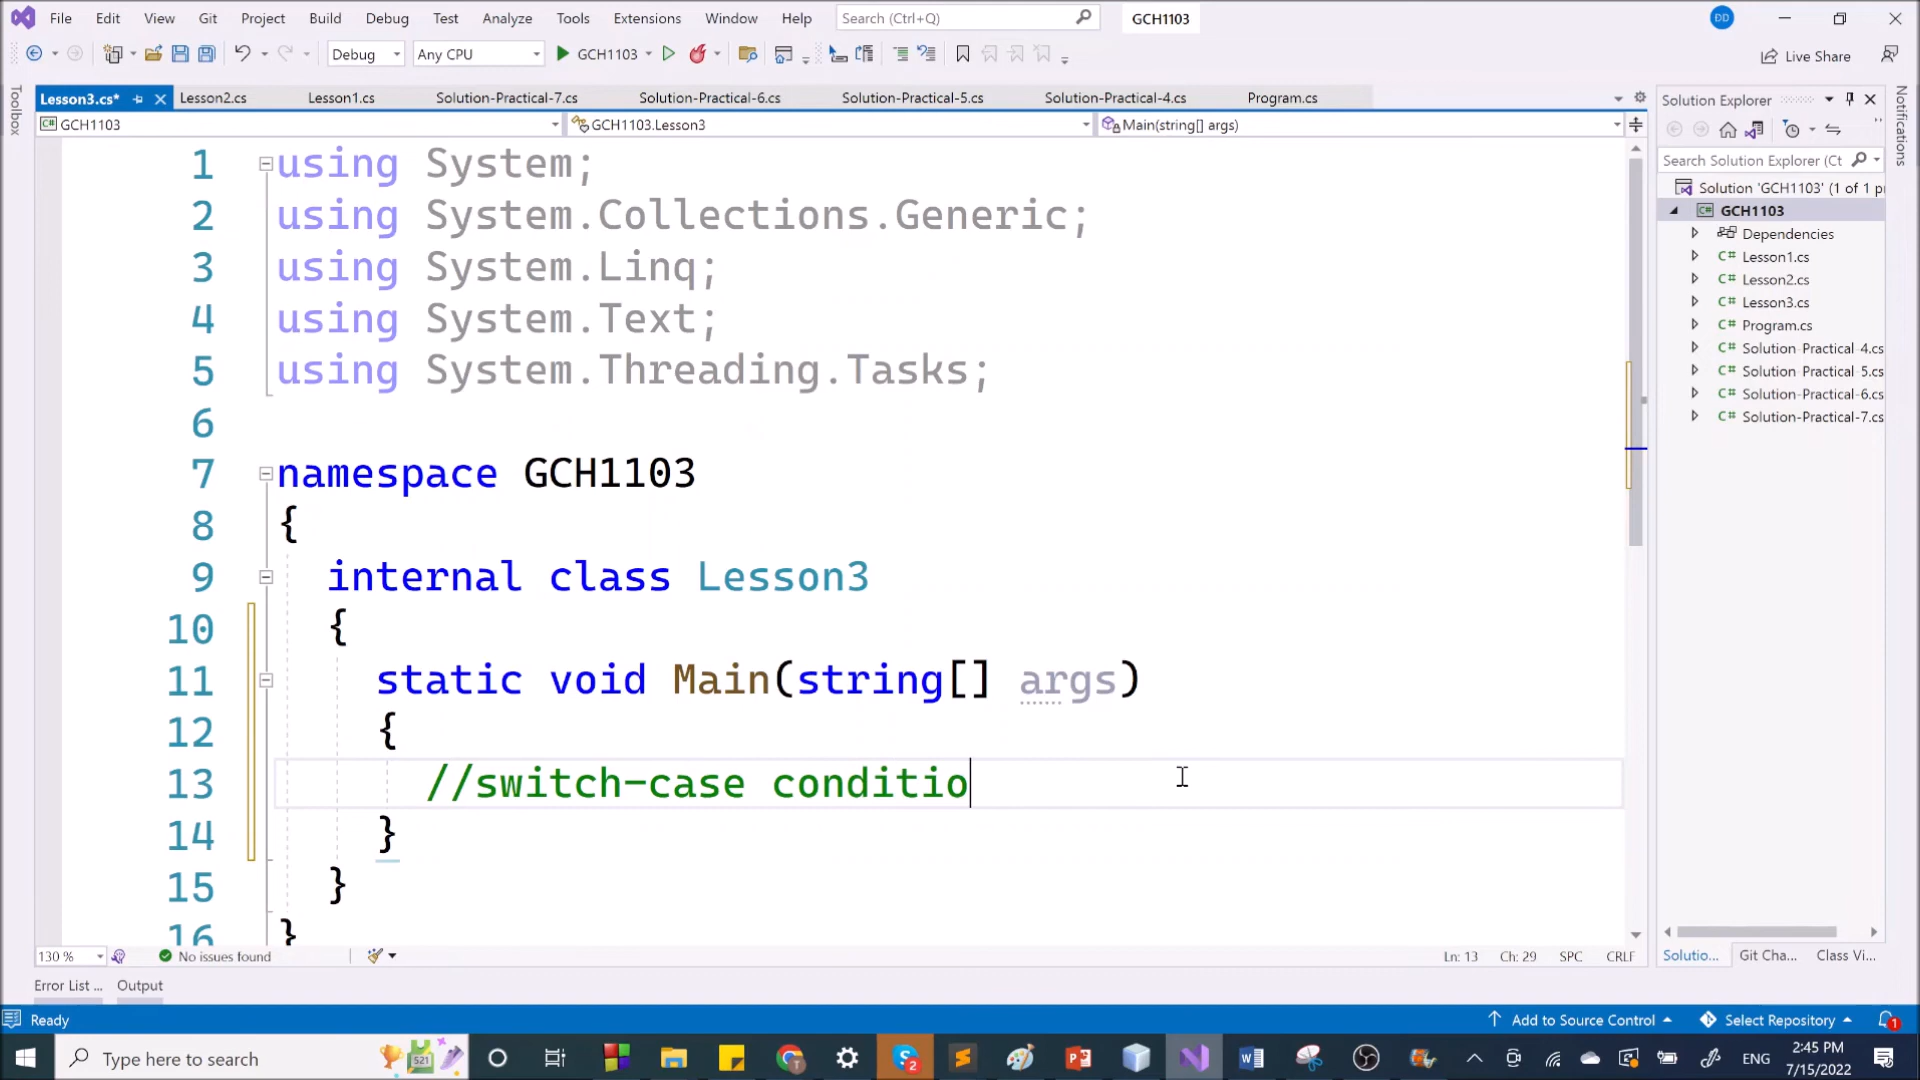 File Edit View Git Project Build Debug Test Analyze Tools Extensions Window Help Search (Ctrl+Q) GCH1103 ĐD
Debug Any CPU GCH1103 Live Share
Toolbox
Lesson3.cs* Lesson2.cs Lesson1.cs Solution-Practical-7.cs Solution-Practical-6.cs Solution-Practical-5.cs Solution-Practical-4.cs Program.cs
GCH1103 GCH1103.Lesson3 Main(string[] args)
1 using System;
2 using System.Collections.Generic;
3 using System.Linq;
4 using System.Text;
5 using System.Threading.Tasks;
6
7 namespace GCH1103
8 {
9 internal class Lesson3
10 {
11 static void Main(string[] args)
12 {
13 //switch-case conditio
14 }
15 }
16 }
130 % No issues found Ln: 13 Ch: 29 SPC CRLF
Solution Explorer
Search Solution Explorer (Ct
Solution 'GCH1103' (1 of 1 pr
C# GCH1103
Dependencies
C# Lesson1.cs
C# Lesson2.cs
C# Lesson3.cs
C# Program.cs
C# Solution-Practical-4.cs
C# Solution-Practical-5.cs
C# Solution-Practical-6.cs
C# Solution-Practical-7.cs
Solutio... Git Cha... Class Vi...
Notifications
Error List ... Output
Ready Add to Source Control Select Repository 1
Type here to search 521 2 ENG 2:45 PM
7/15/2022